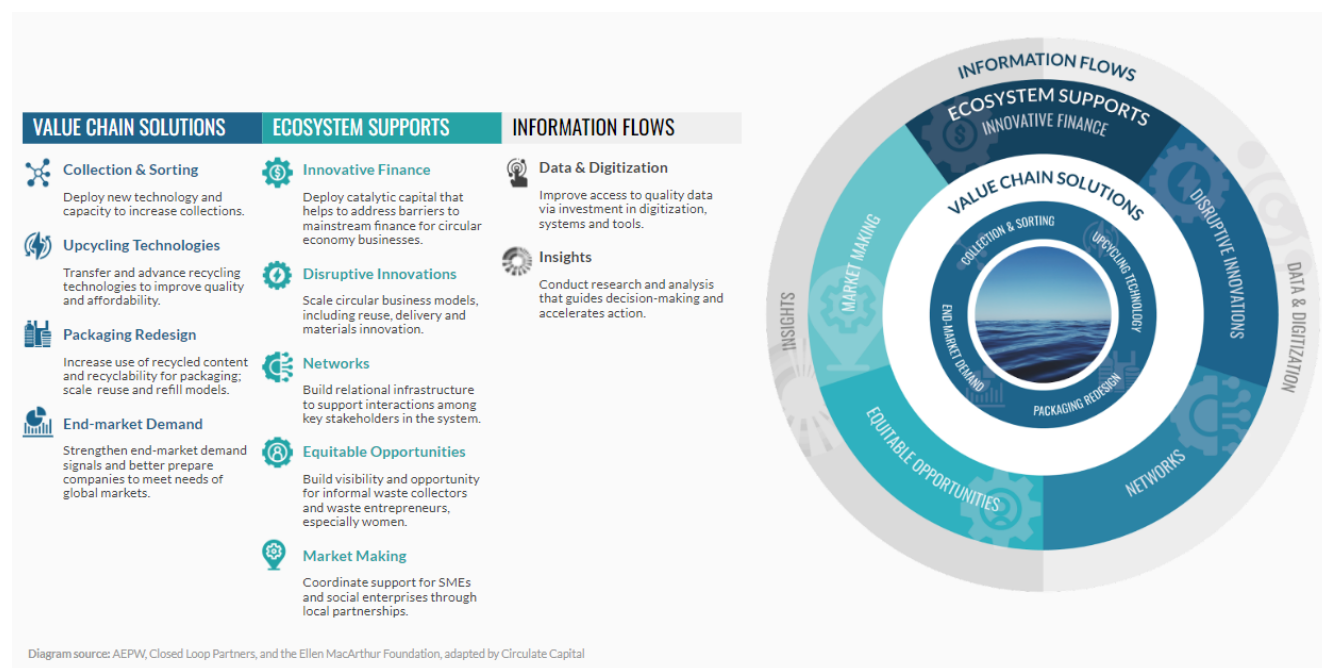 VALUE CHAIN SOLUTIONS
Collection & Sorting
Deploy new technology and
capacity to increase collections.
Upcycling Technologies
Transfer and advance recycling
technologies to improve quality
and affordability.
Packaging Redesign
Increase use of recycled content
and recyclability for packaging;
scale reuse and refill models.
End-market Demand
Strengthen end-market demand
signals and better prepare
companies to meet needs of
global markets.
ECOSYSTEM SUPPORTS
Innovative Finance
Deploy catalytic capital that
helps to address barriers to
mainstream finance for circular
economy businesses.
Disruptive Innovations
Scale circular business models,
including reuse, delivery and
materials innovation.
Networks
Build relational infrastructure
to support interactions among
key stakeholders in the system.
Equitable Opportunities
Build visibility and opportunity
for informal waste collectors
and waste entrepreneurs,
especially women.
Market Making
Coordinate support for SMEs
and social enterprises through
local partnerships.
INFORMATION FLOWS
Data & Digitization
Improve access to quality data
via investment in digitization,
systems and tools.
Insights
Conduct research and analysis
that guides decision-making and
accelerates action.
INFORMATION FLOWS
ECOSYSTEM SUPPORTS
INNOVATIVE FINANCE
DISRUPTIVE INNOVATIONS
NETWORKS
EQUITABLE OPPORTUNITIES
MARKET MAKING
INSIGHTS
DATA & DIGITIZATION
VALUE CHAIN SOLUTIONS
COLLECTION & SORTING
UPCYCLING TECHNOLOGY
PACKAGING REDESIGN
END-MARKET DEMAND
Diagram source: AEPW, Closed Loop Partners, and the Ellen MacArthur Foundation, adapted by Circulate Capital